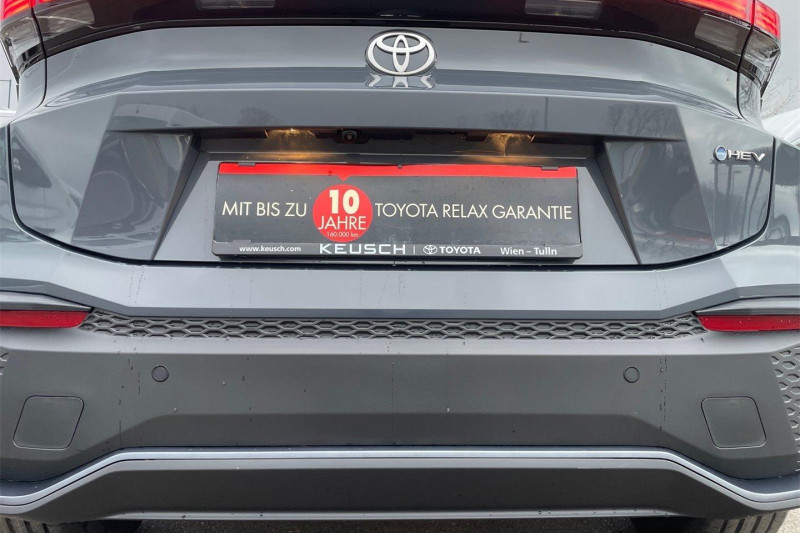 HEV
MIT BIS ZU 10 JAHRE TOYOTA RELAX GARANTIE
160.000 km
www.keusch.com KEUSCH | TOYOTA Wien – Tulln